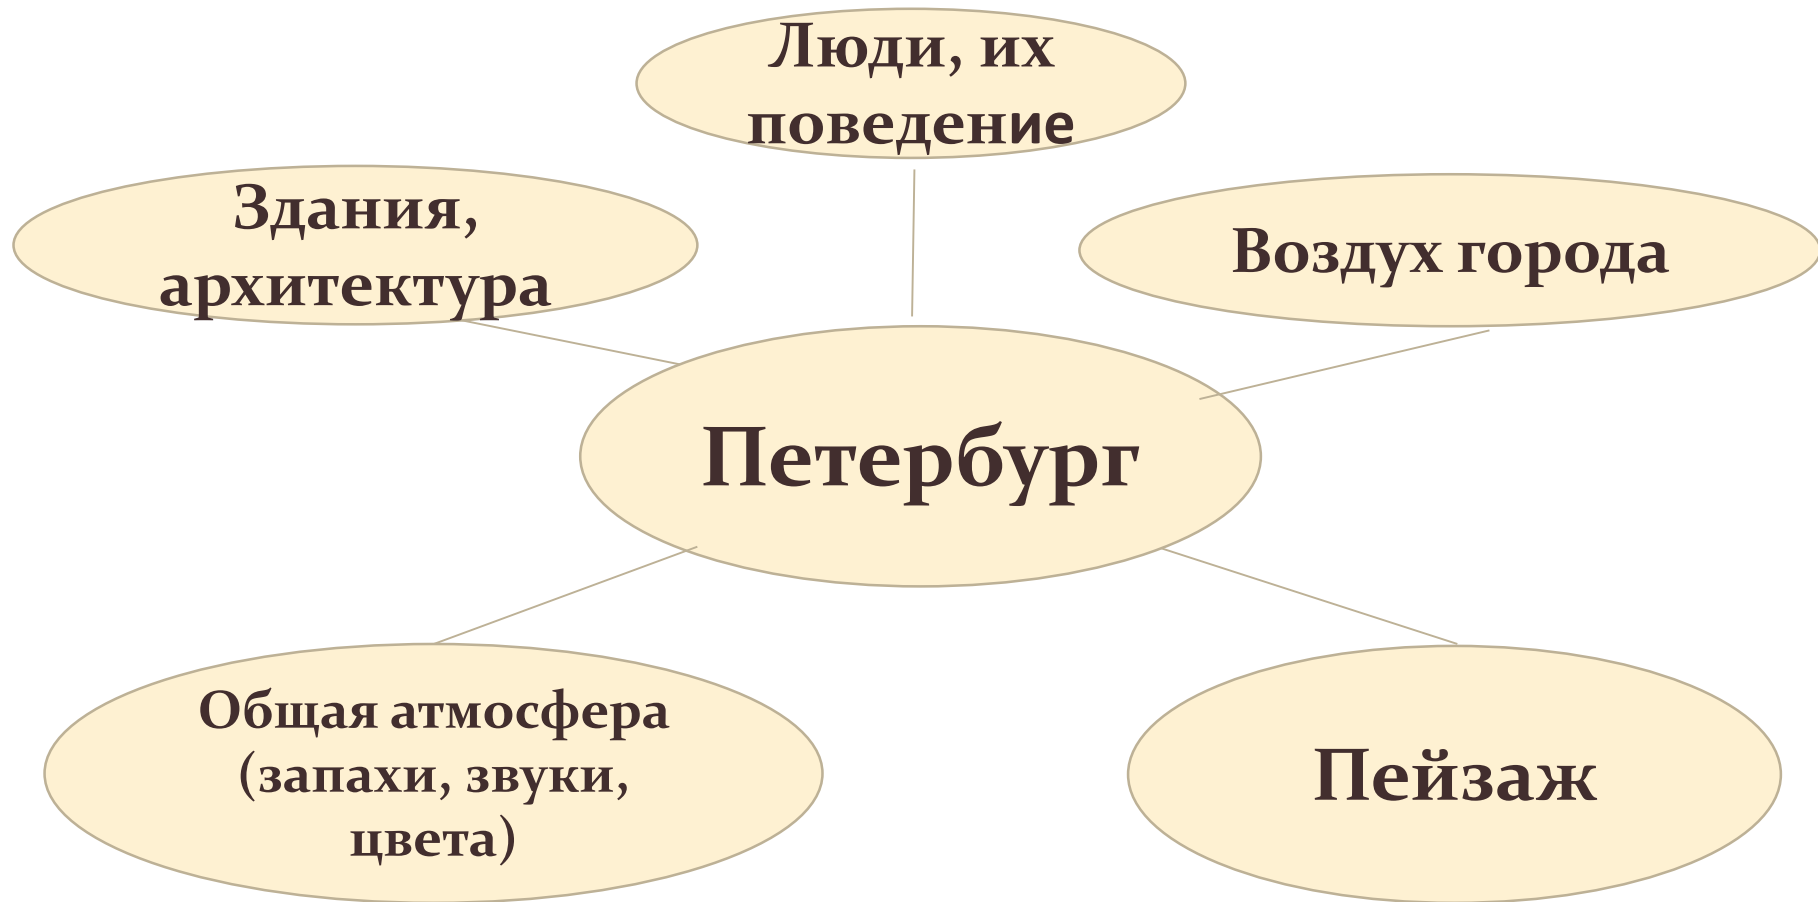 Люди, их
поведение
Здания,
архитектура
Воздух города
Петербург
Общая атмосфера
(запахи, звуки,
цвета)
Пейзаж